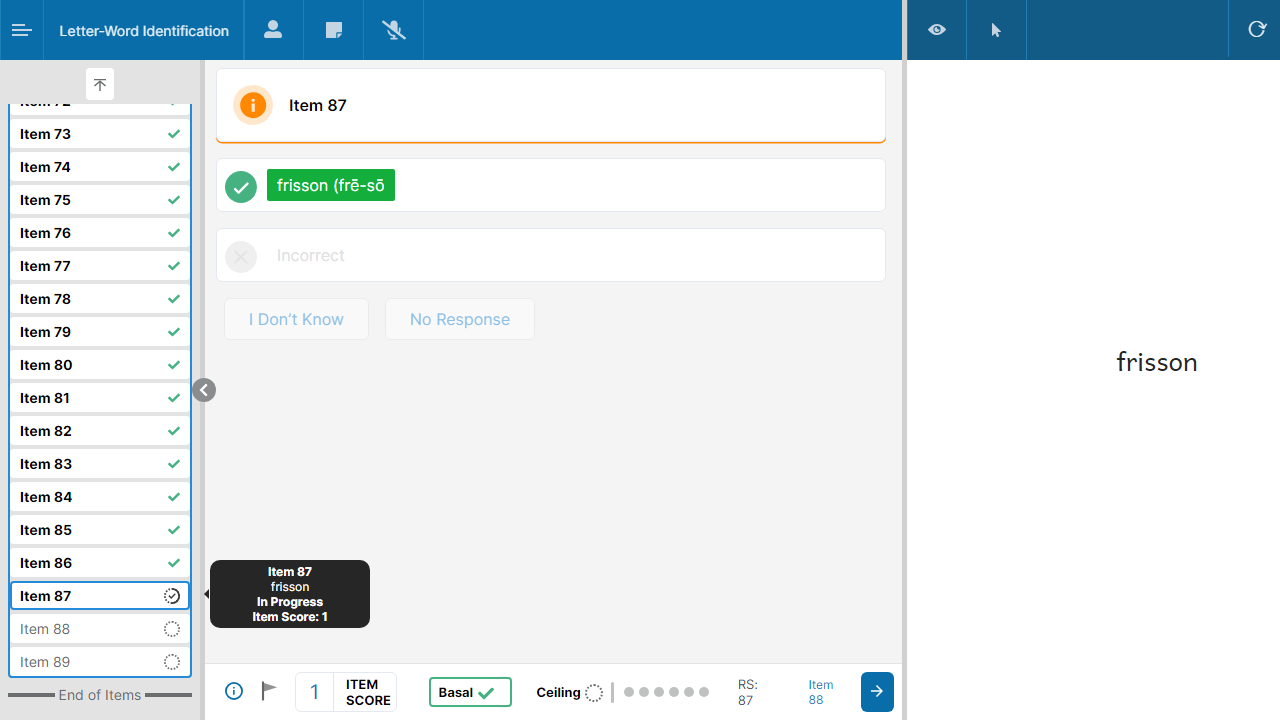 Letter-Word Identification
Item 73
Item 74
Item 75
Item 76
Item 77
Item 78
Item 79
Item 80
Item 81
Item 82
Item 83
Item 84
Item 85
Item 86
Item 87
Item 88
Item 89
End of Items
Item 87
frisson (frē-sō
Incorrect
I Don't Know
No Response
Item 87
frisson
In Progress
Item Score: 1
1
ITEM
SCORE
Basal
Ceiling
RS:
87
Item
88
frisson